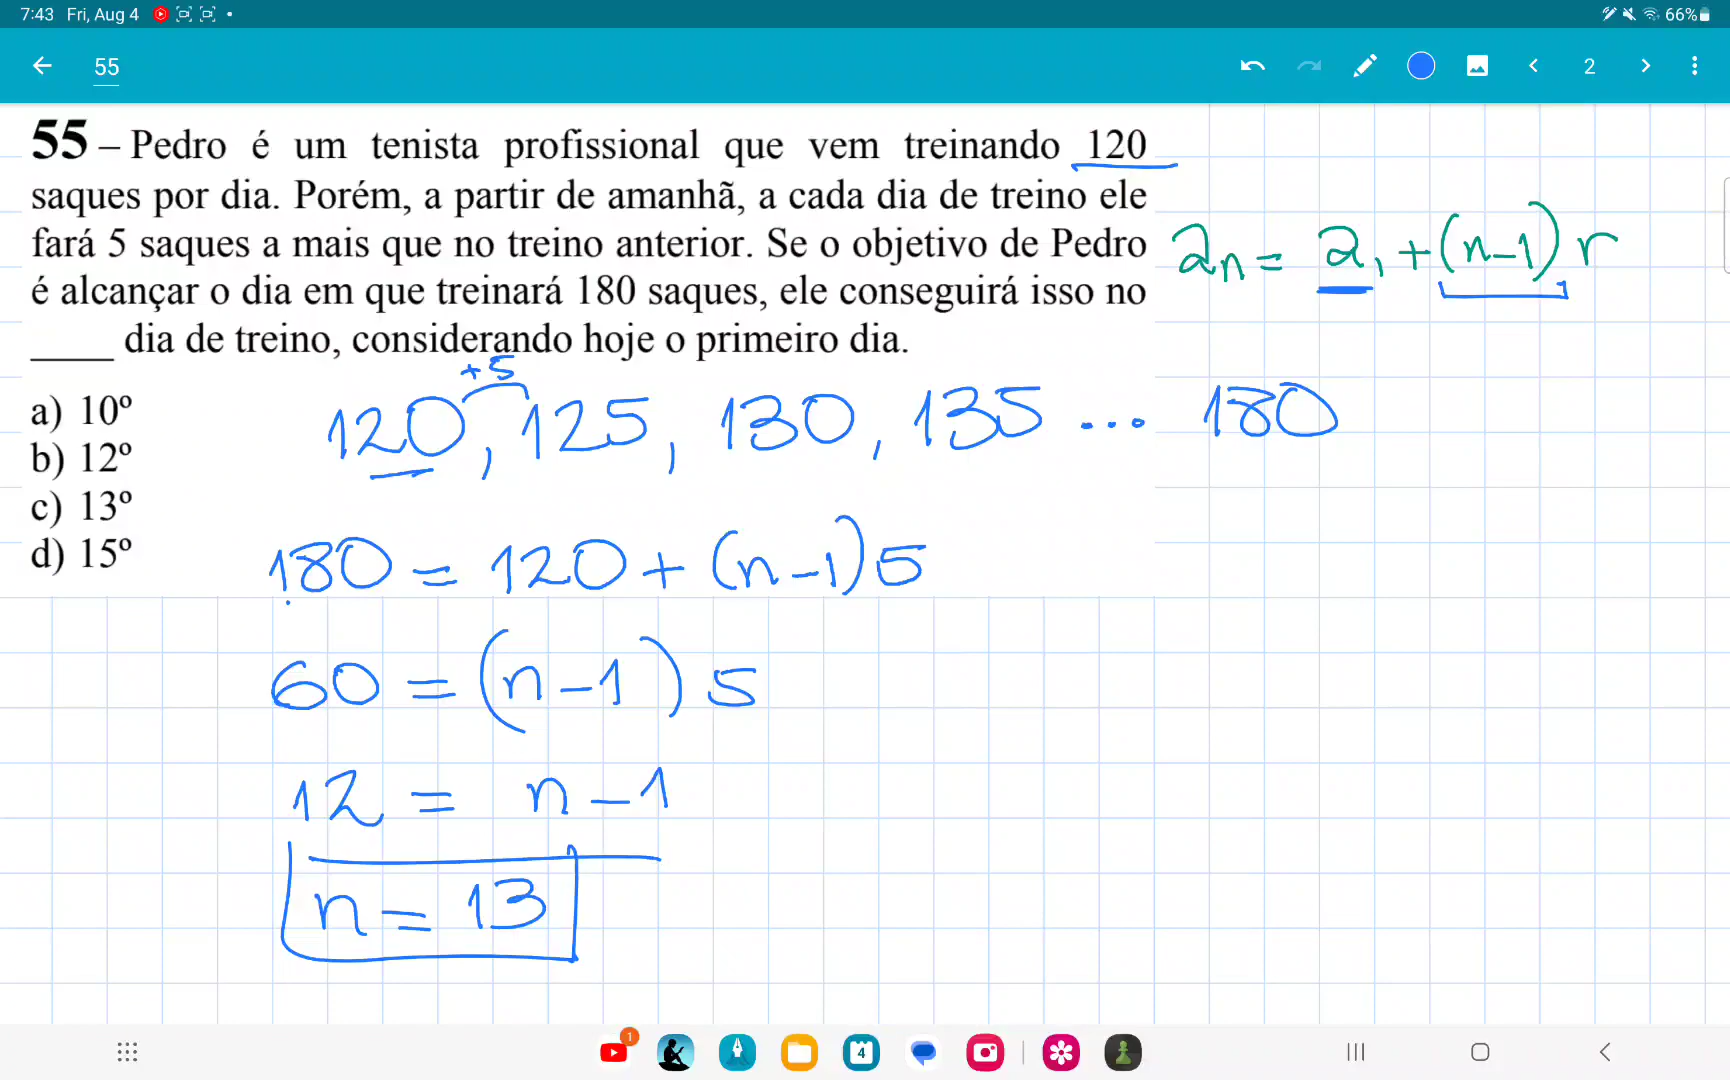 7:43 Fri, Aug 4 66%
55 2
55 – Pedro é um tenista profissional que vem treinando 120
saques por dia. Porém, a partir de amanhã, a cada dia de treino ele
fará 5 saques a mais que no treino anterior. Se o objetivo de Pedro
é alcançar o dia em que treinará 180 saques, ele conseguirá isso no
____ dia de treino, considerando hoje o primeiro dia.
an = a1 + (n-1) r
a) 10º
b) 12º
c) 13º
d) 15º
+5
120, 125, 130, 135 ... 180
180 = 120 + (n-1)5
60 = (n-1) 5
12 = n-1
n = 13
1
4